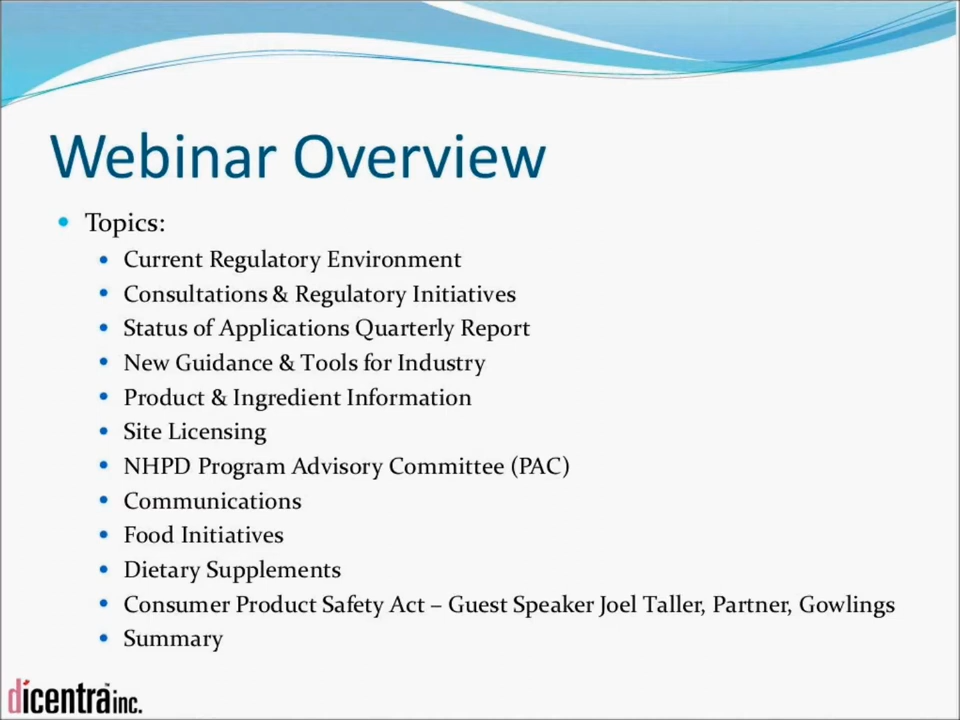 Webinar Overview
• Topics:
• Current Regulatory Environment
• Consultations & Regulatory Initiatives
• Status of Applications Quarterly Report
• New Guidance & Tools for Industry
• Product & Ingredient Information
• Site Licensing
• NHPD Program Advisory Committee (PAC)
• Communications
• Food Initiatives
• Dietary Supplements
• Consumer Product Safety Act – Guest Speaker Joel Taller, Partner, Gowlings
• Summary
dicentra™ inc.